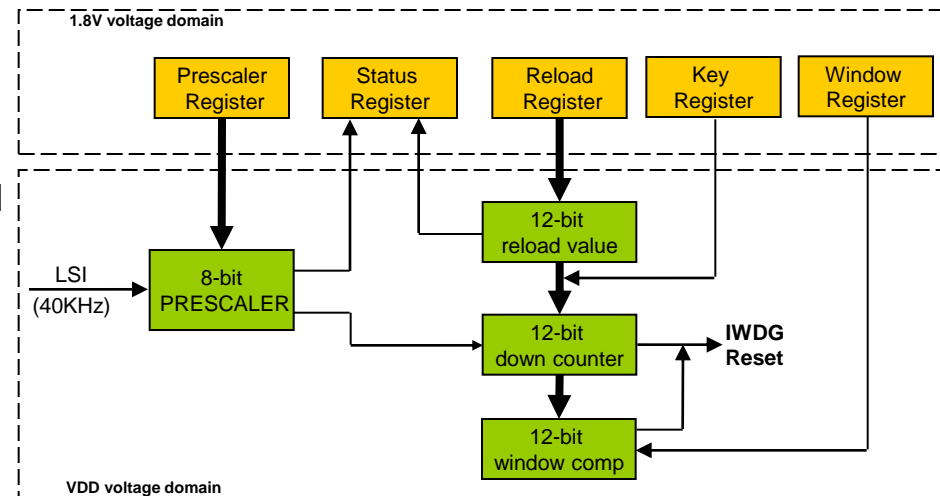 1.8V voltage domain
Prescaler
Register
Status
Register
Reload
Register
Key
Register
Window
Register
12-bit
reload value
LSI
(40KHz)
8-bit
PRESCALER
12-bit
down counter
IWDG
Reset
12-bit
window comp
VDD voltage domain